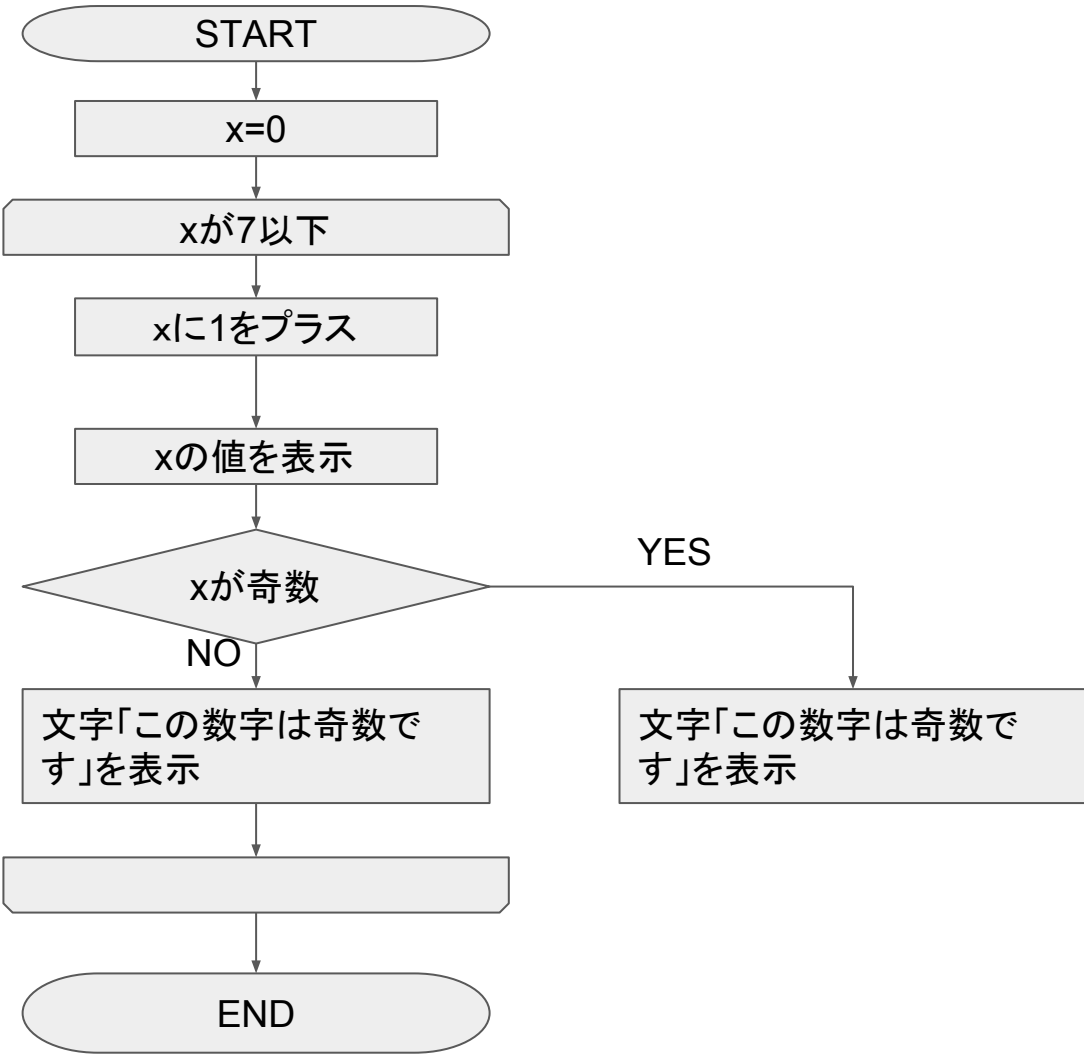 START
x=0
xが7以下
xに1をプラス
xの値を表示
xが奇数
YES
NO
文字「この数字は奇数で
す」を表示
文字「この数字は奇数で
す」を表示
END